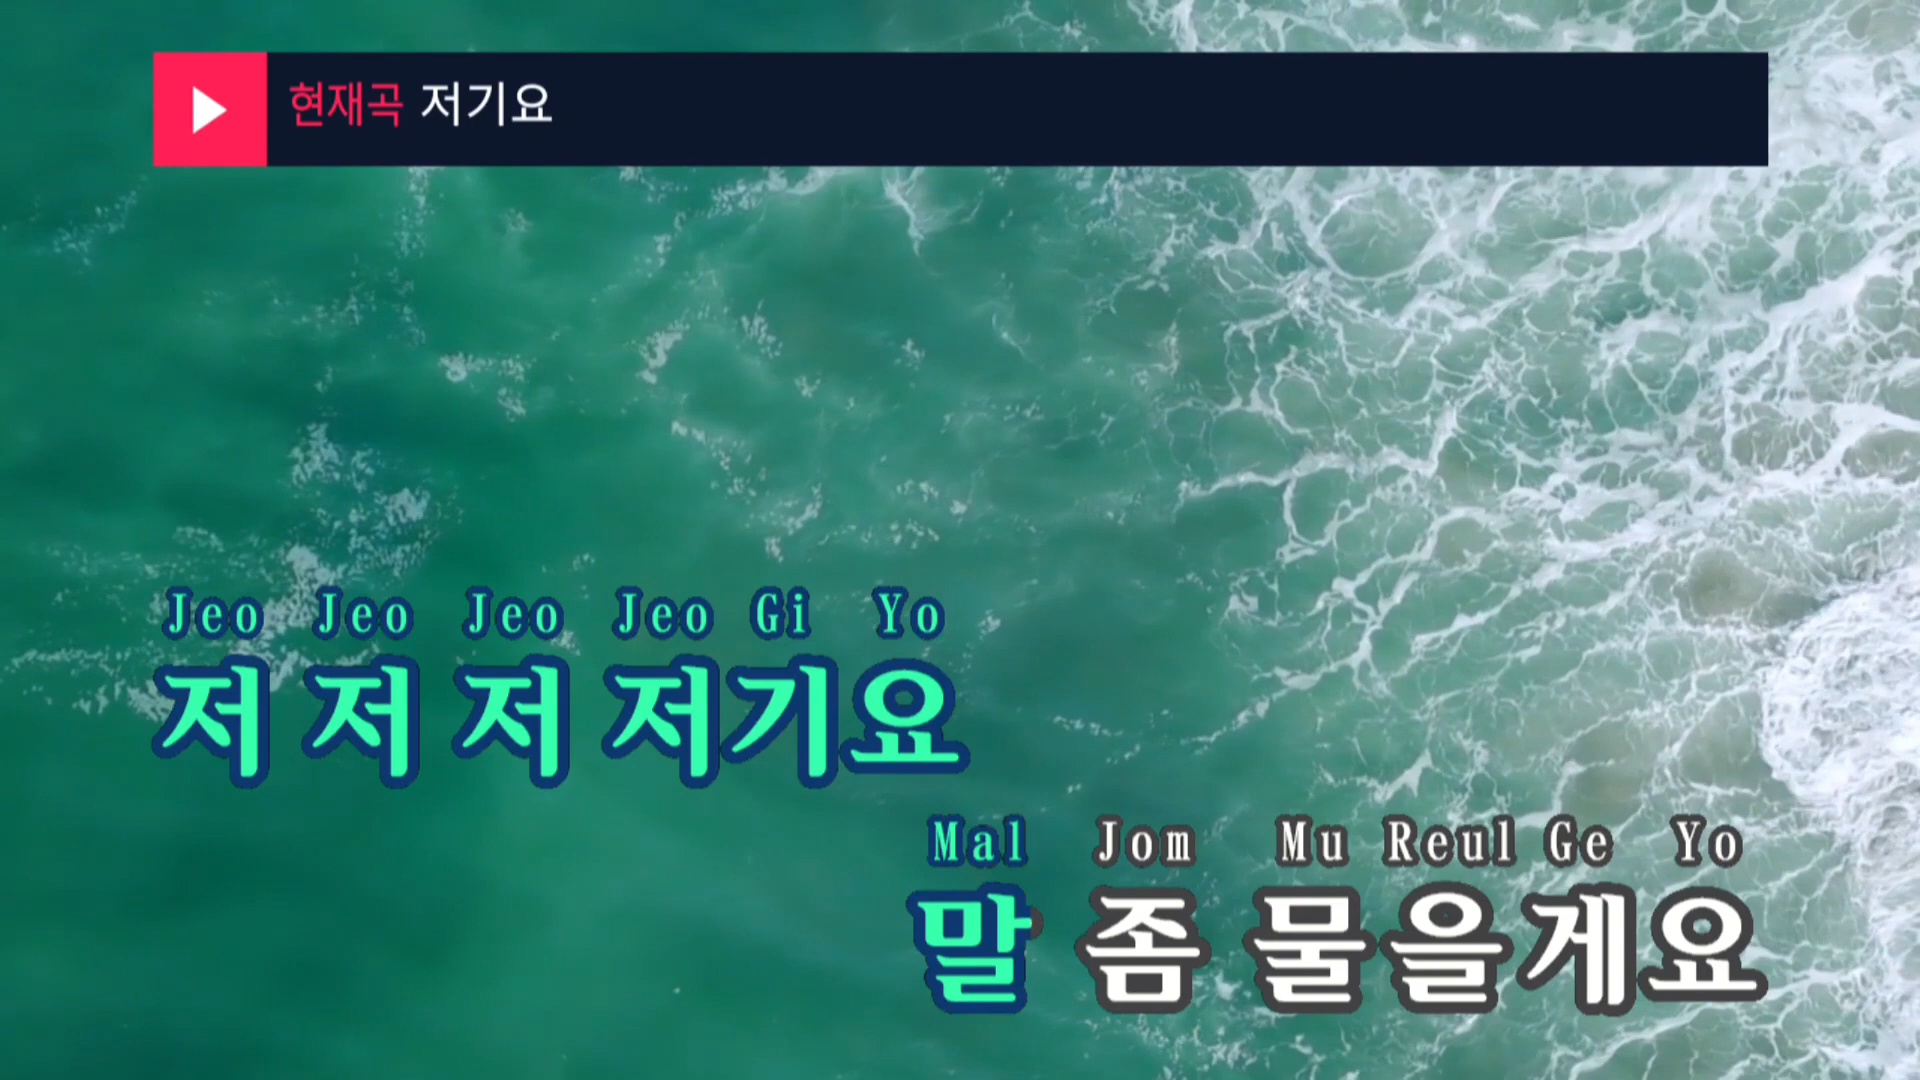 현재곡 저기요
Jeo Jeo Jeo Jeo Gi Yo
저 저 저 저기요
Mal Jom Mu Reul Ge Yo
말 좀 물을게요